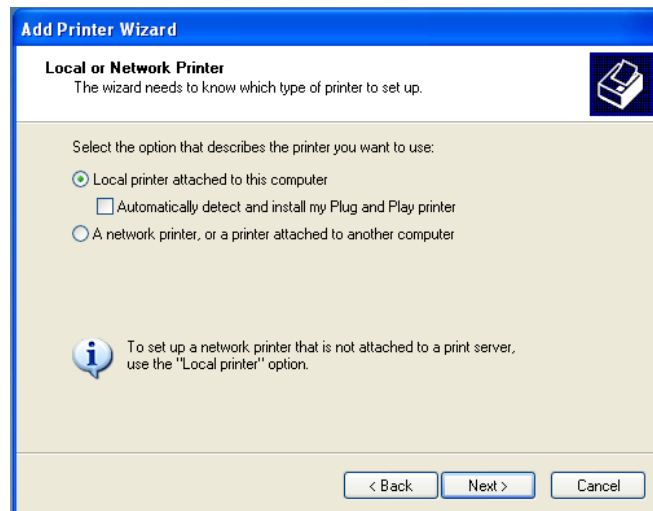 Add Printer Wizard
Local or Network Printer
The wizard needs to know which type of printer to set up.
Select the option that describes the printer you want to use:
Local printer attached to this computer
Automatically detect and install my Plug and Play printer
A network printer, or a printer attached to another computer
To set up a network printer that is not attached to a print server,
use the "Local printer" option.
< Back Next > Cancel